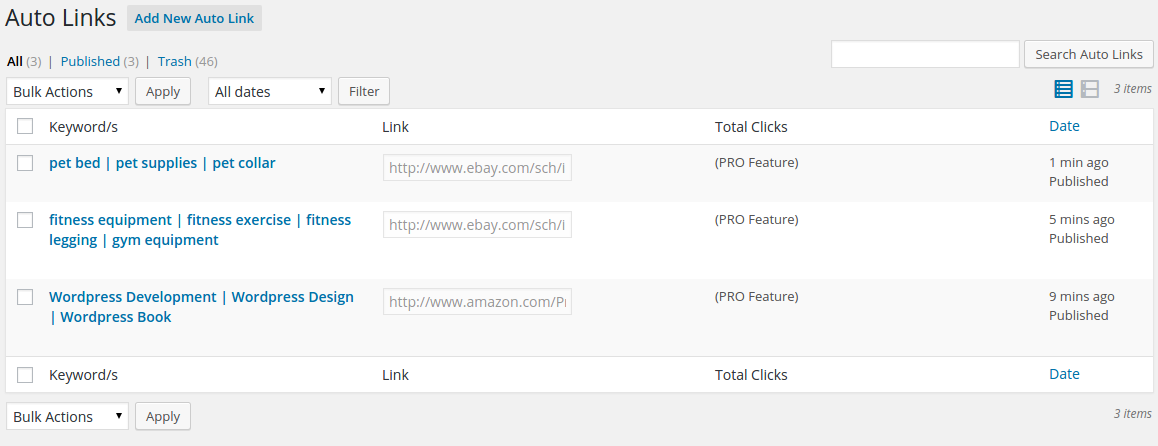 Auto Links Add New Auto Link
All (3) | Published (3) | Trash (46)
Search Auto Links
Bulk Actions Apply All dates Filter 3 items
Keyword/s Link Total Clicks Date
pet bed | pet supplies | pet collar http://www.ebay.com/sch/i (PRO Feature) 1 min ago
Published
fitness equipment | fitness exercise | fitness http://www.ebay.com/sch/i (PRO Feature) 5 mins ago
legging | gym equipment Published
Wordpress Development | Wordpress Design http://www.amazon.com/P (PRO Feature) 9 mins ago
| Wordpress Book Published
Keyword/s Link Total Clicks Date
Bulk Actions Apply 3 items